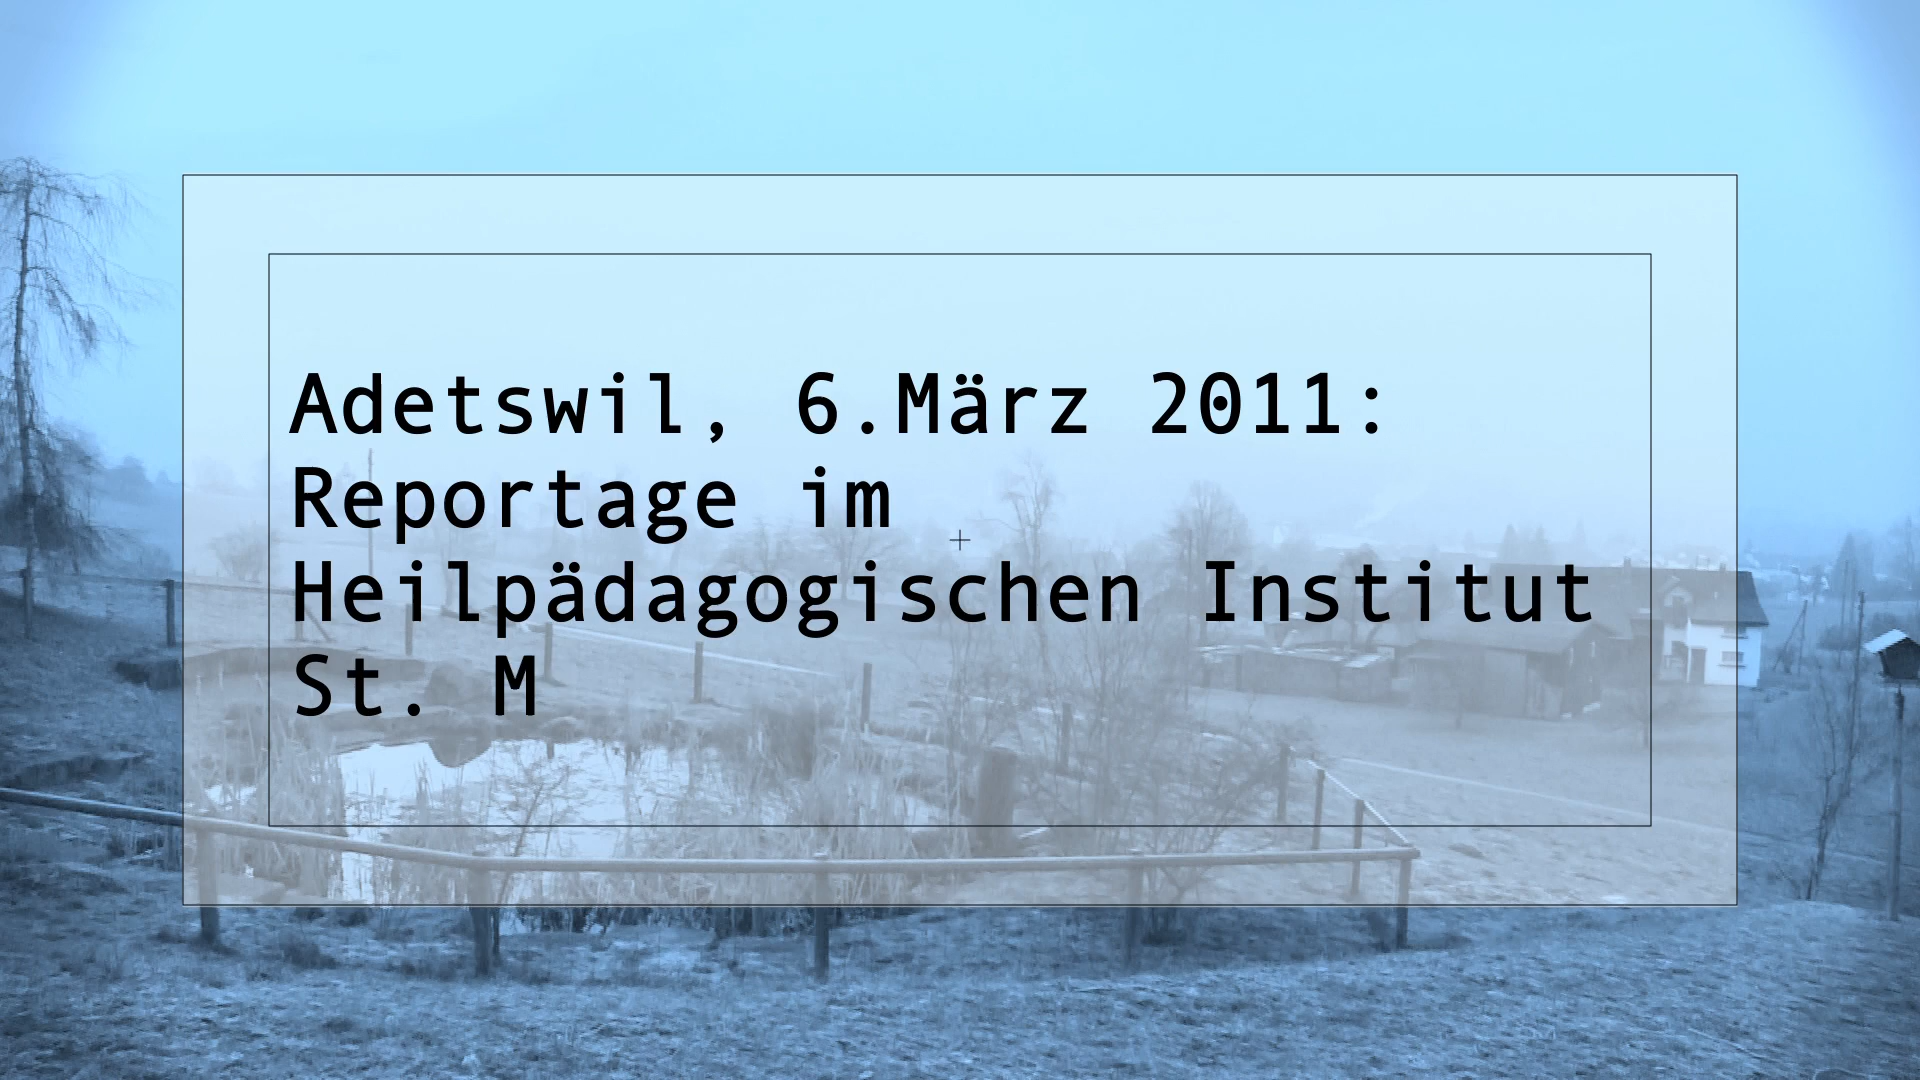 Adetswil, 6.März 2011:
Reportage im
Heilpädagogischen Institut
St. M